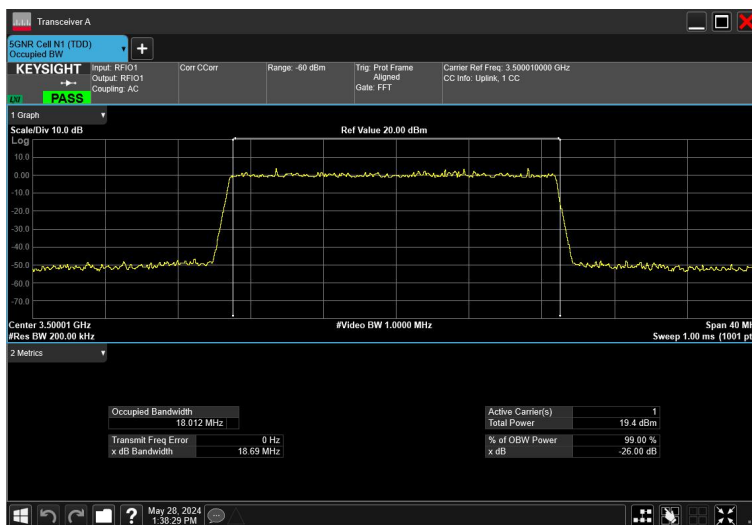 Transceiver A
5GNR Cell N1 (TDD)
Occupied BW
KEYSIGHT
LXI
PASS
Input: RFIO1
Output: RFIO1
Coupling: AC
Corr CCorr
Range: -60 dBm
Trig: Prot Frame
Aligned
Gate: FFT
Carrier Ref Freq: 3.500010000 GHz
CC Info: Uplink, 1 CC
1 Graph
Scale/Div 10.0 dB
Ref Value 20.00 dBm
Log
10.0
0.00
-10.0
-20.0
-30.0
-40.0
-50.0
-60.0
-70.0
Center 3.50001 GHz
#Video BW 1.0000 MHz
Span 40 MH
#Res BW 200.00 kHz
Sweep 1.00 ms (1001 pt
2 Metrics
Occupied Bandwidth
18.012 MHz
Transmit Freq Error 0 Hz
x dB Bandwidth 18.69 MHz
Active Carrier(s) 1
Total Power 19.4 dBm
% of OBW Power 99.00 %
x dB -26.00 dB
May 28, 2024
1:38:29 PM